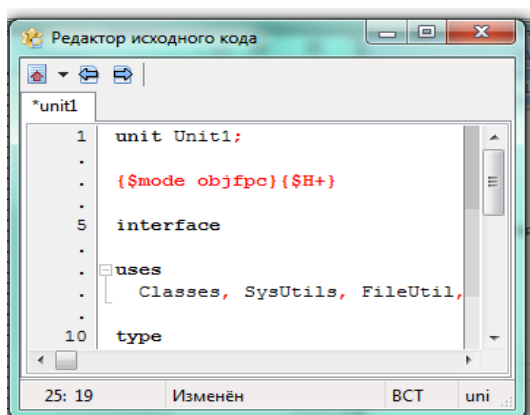 Редактор исходного кода
*unit1
1 unit Unit1;
.
. {$mode objfpc}{$H+}
.
5 interface
.
. uses
. Classes, SysUtils, FileUtil,
.
10 type
25: 19 Изменён ВСТ uni